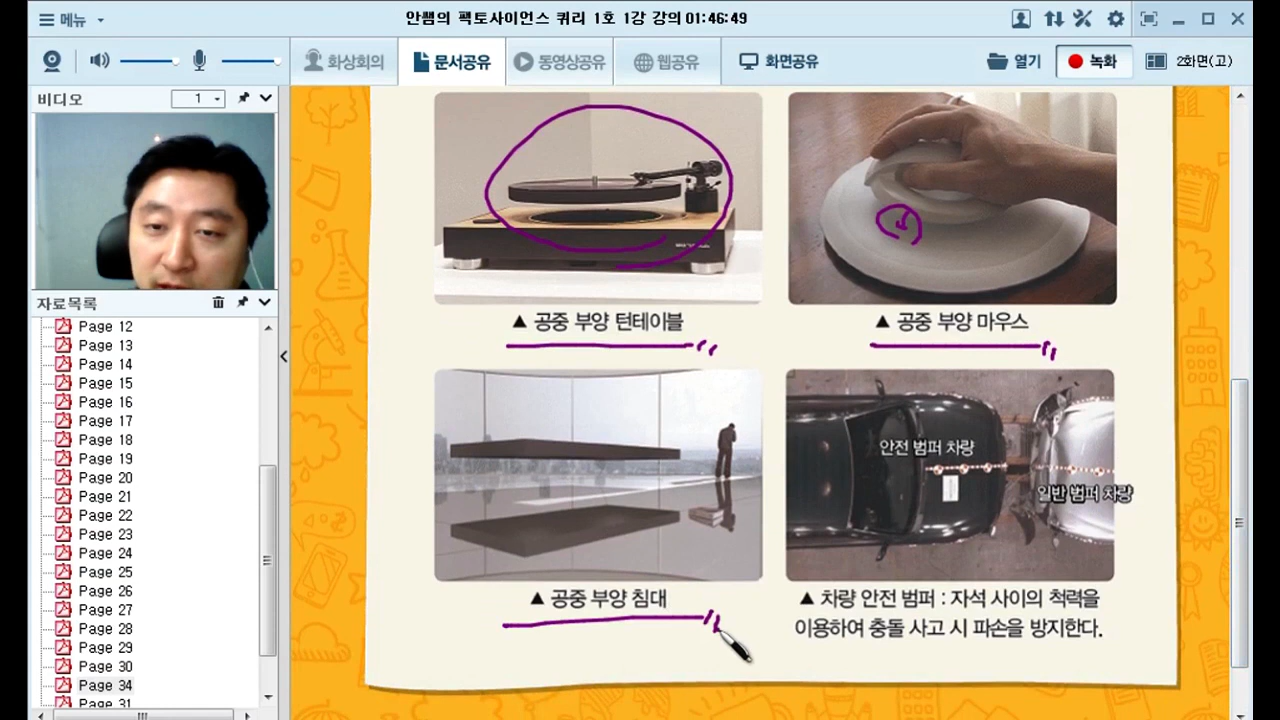 메뉴
안쌤의 팩토사이언스 쿼리 1호 1강 강의 01:46:49
화상회의
문서공유
동영상공유
웹공유
화면공유
열기
녹화
2화면(고)
비디오
1
자료목록
Page 12
Page 13
Page 14
Page 15
Page 16
Page 17
Page 18
Page 19
Page 20
Page 21
Page 22
Page 23
Page 24
Page 25
Page 26
Page 27
Page 28
Page 29
Page 30
Page 34
Page 31
▲ 공중 부양 턴테이블
▲ 공중 부양 마우스
안전 범퍼 차량
일반 범퍼 차량
▲ 공중 부양 침대
▲ 차량 안전 범퍼 : 자석 사이의 척력을
이용하여 충돌 사고 시 파손을 방지한다.